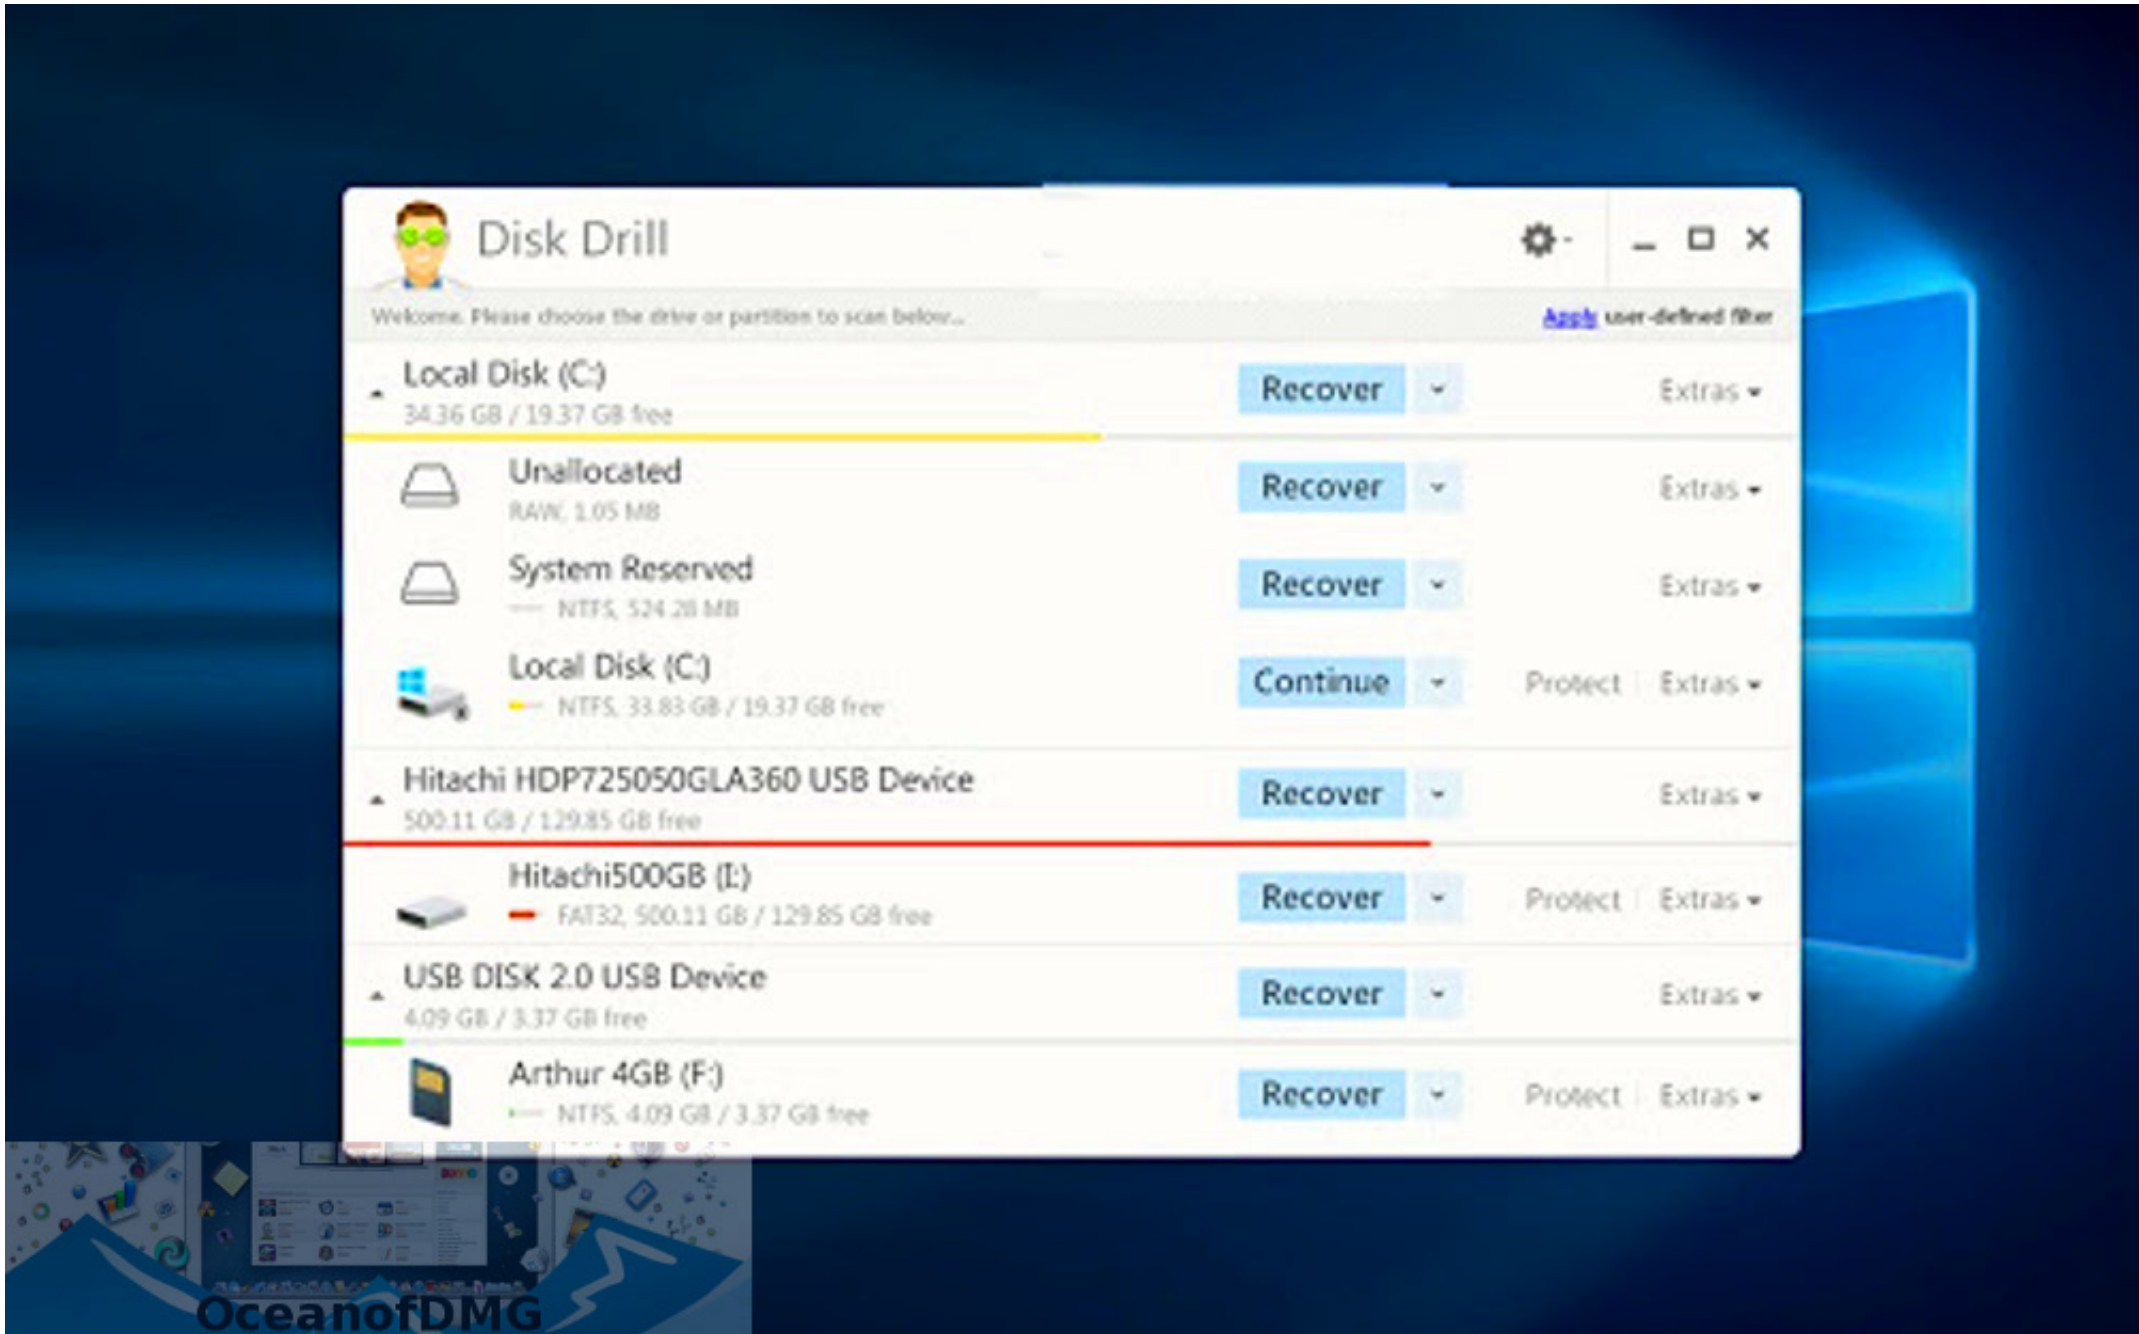 Disk Drill
Welcome. Please choose the drive or partition to scan below...
Apply user-defined filter
Local Disk (C:)
34.36 GB / 19.37 GB free
Recover
Extras
Unallocated
RAW, 1.05 MB
Recover
Extras
System Reserved
NTFS, 524.28 MB
Recover
Extras
Local Disk (C:)
NTFS, 33.83 GB / 19.37 GB free
Continue
Protect
Extras
Hitachi HDP725050GLA360 USB Device
500.11 GB / 129.85 GB free
Recover
Extras
Hitachi500GB (I:)
FAT32, 500.11 GB / 129.85 GB free
Recover
Protect
Extras
USB DISK 2.0 USB Device
4.09 GB / 3.37 GB free
Recover
Extras
Arthur 4GB (F:)
NTFS, 4.09 GB / 3.37 GB free
Recover
Protect
Extras
OceanofDMG